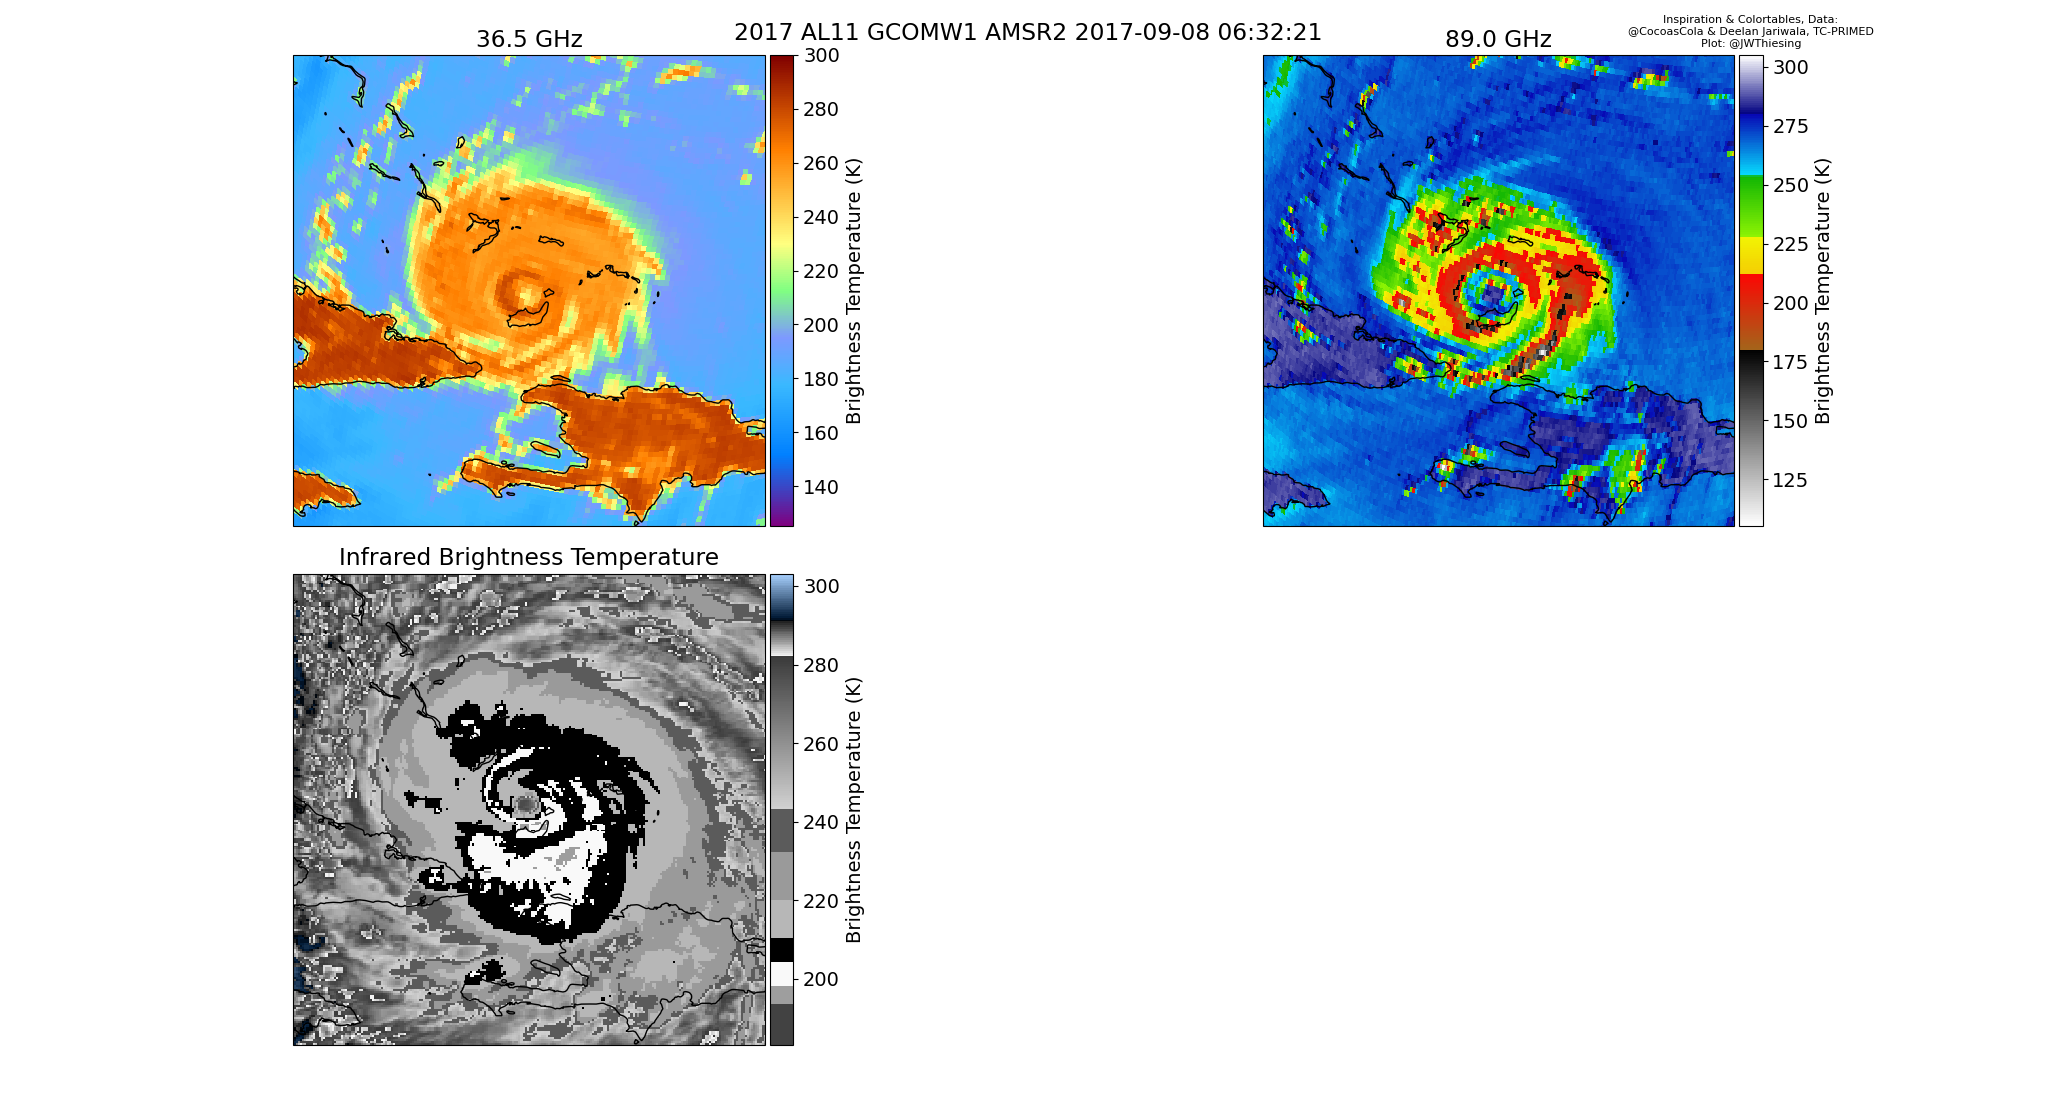 2017 AL11 GCOMW1 AMSR2 2017-09-08 06:32:21
Inspiration & Colortables, Data:
@CocoasCola & Deelan Jariwala, TC-PRIMED
Plot: @JWThiesing
36.5 GHz
300
280
260
240
220
200
180
160
140
Brightness Temperature (K)
89.0 GHz
300
275
250
225
200
175
150
125
Brightness Temperature (K)
Infrared Brightness Temperature
300
280
260
240
220
200
Brightness Temperature (K)